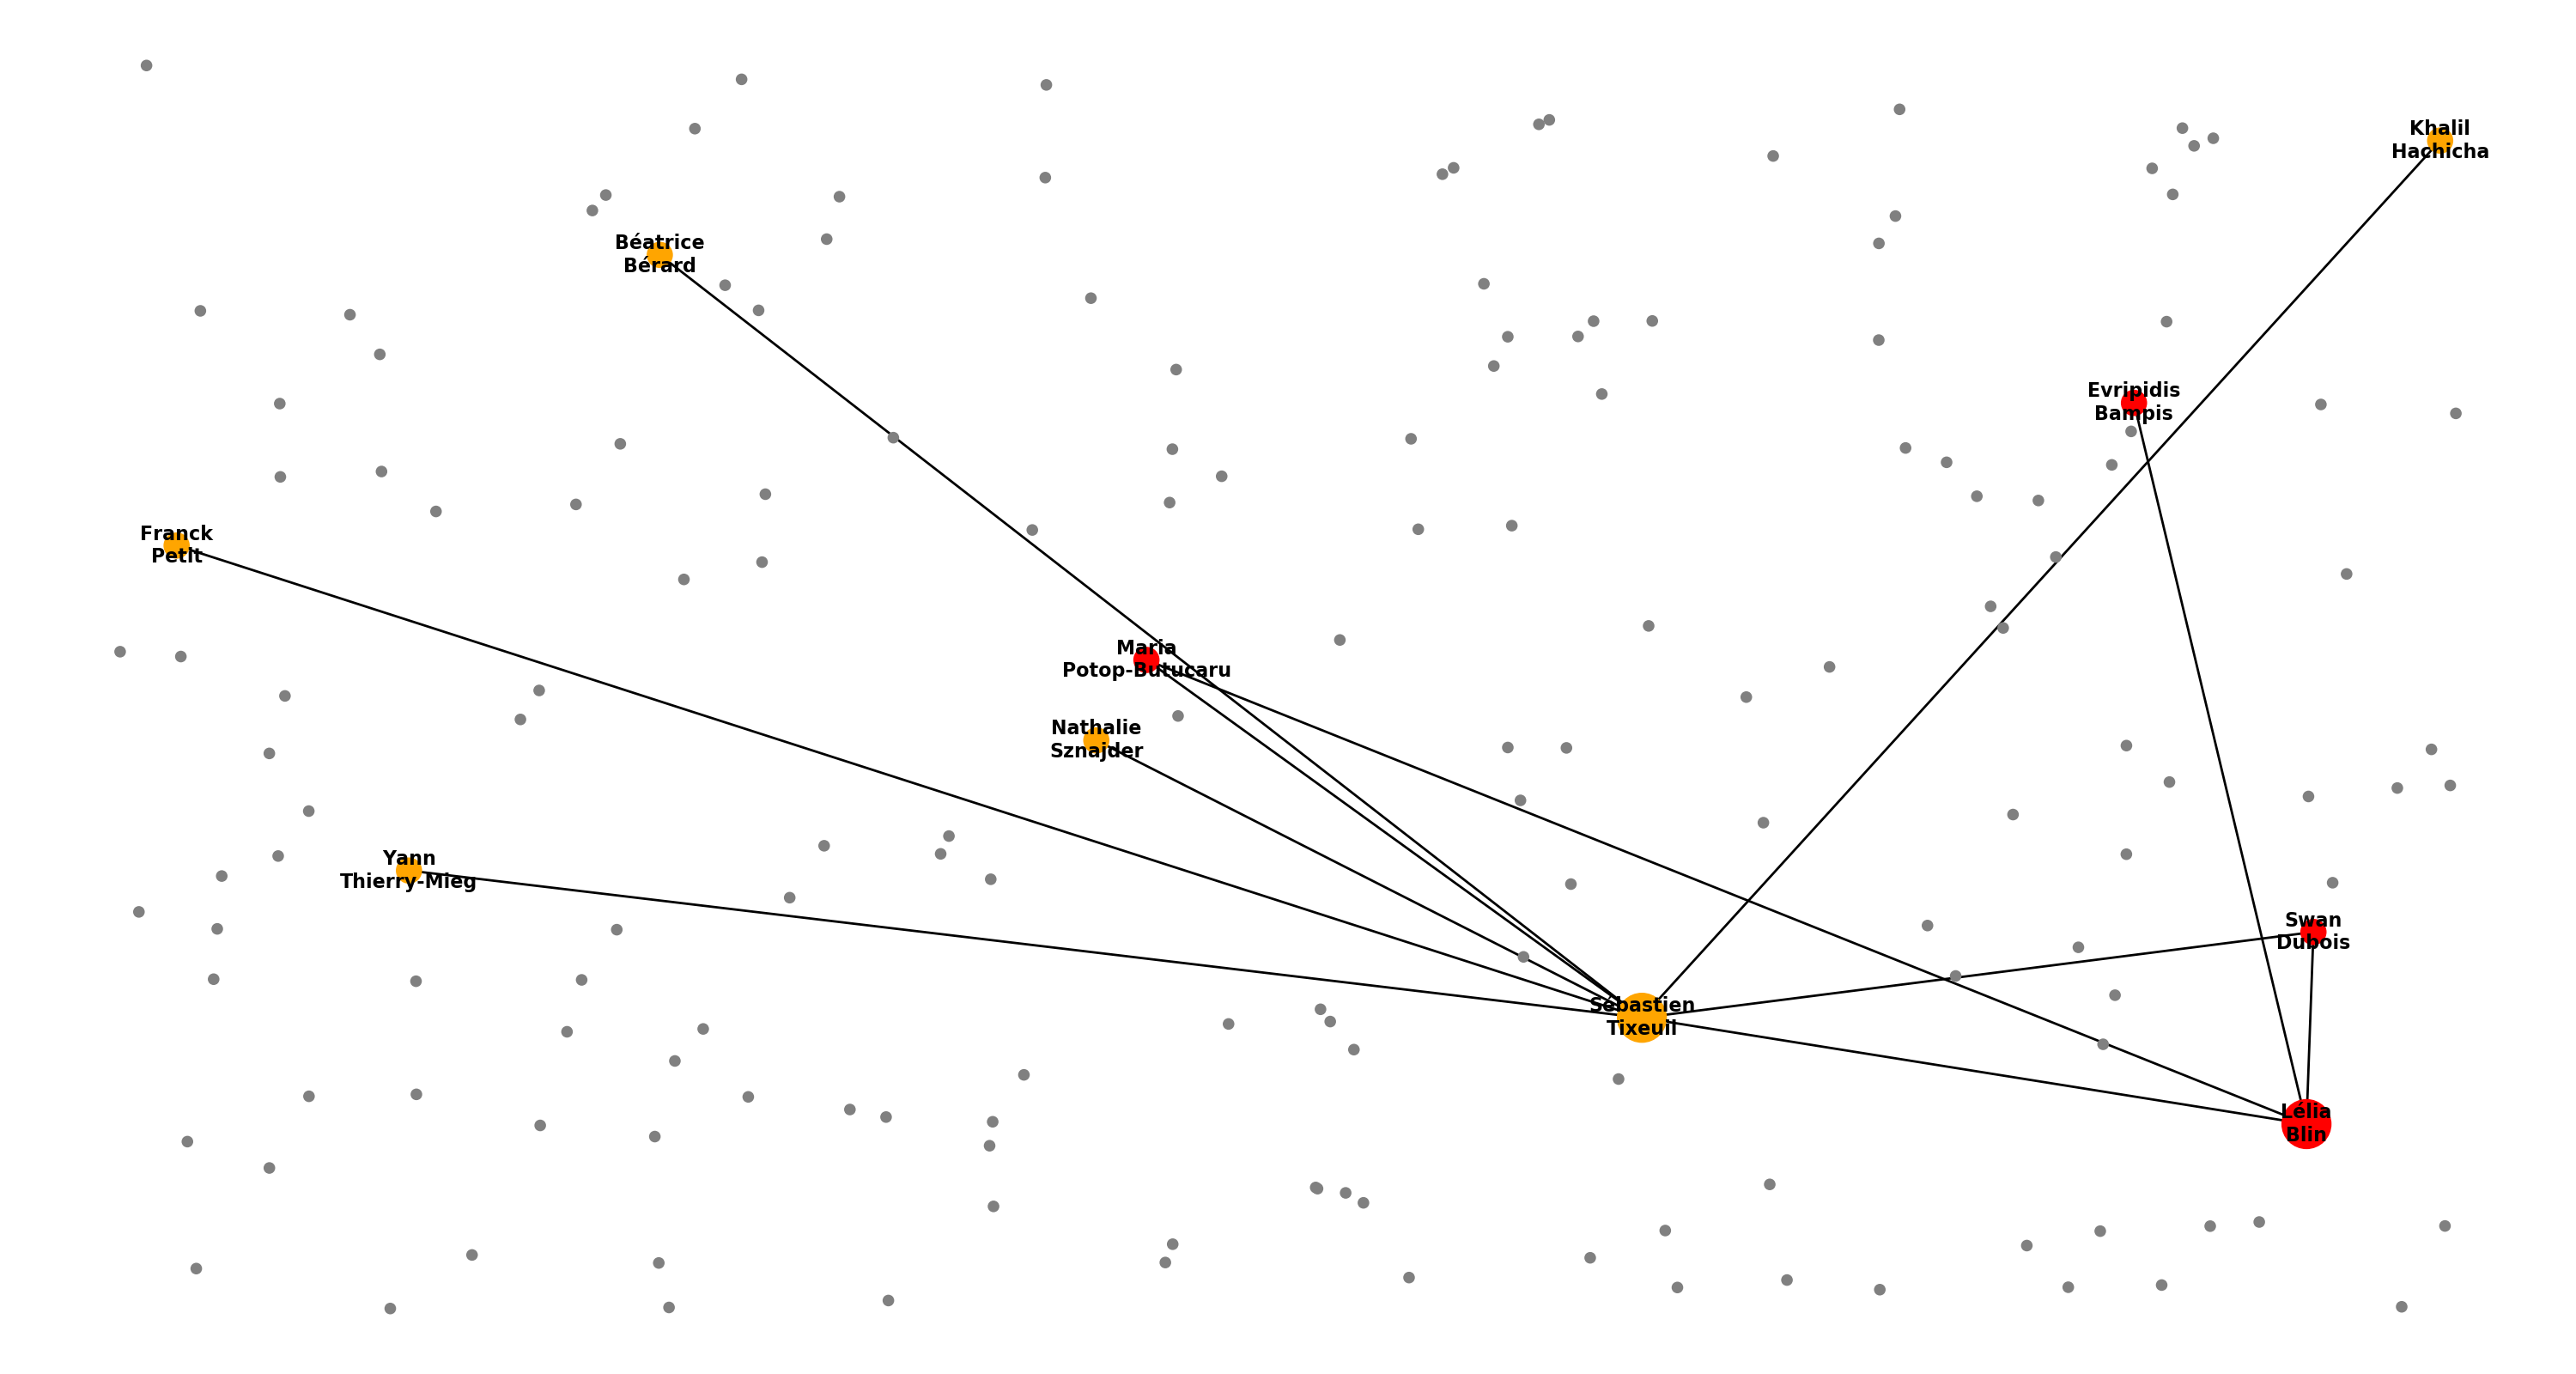 Khalil
Hachicha
Béatrice
Bérard
Evripidis
Bampis
Franck
Petit
Maria
Potop-Butucaru
Nathalie
Sznajder
Yann
Thierry-Mieg
Swan
Dubois
Sébastien
Tixeuil
Lélia
Blin